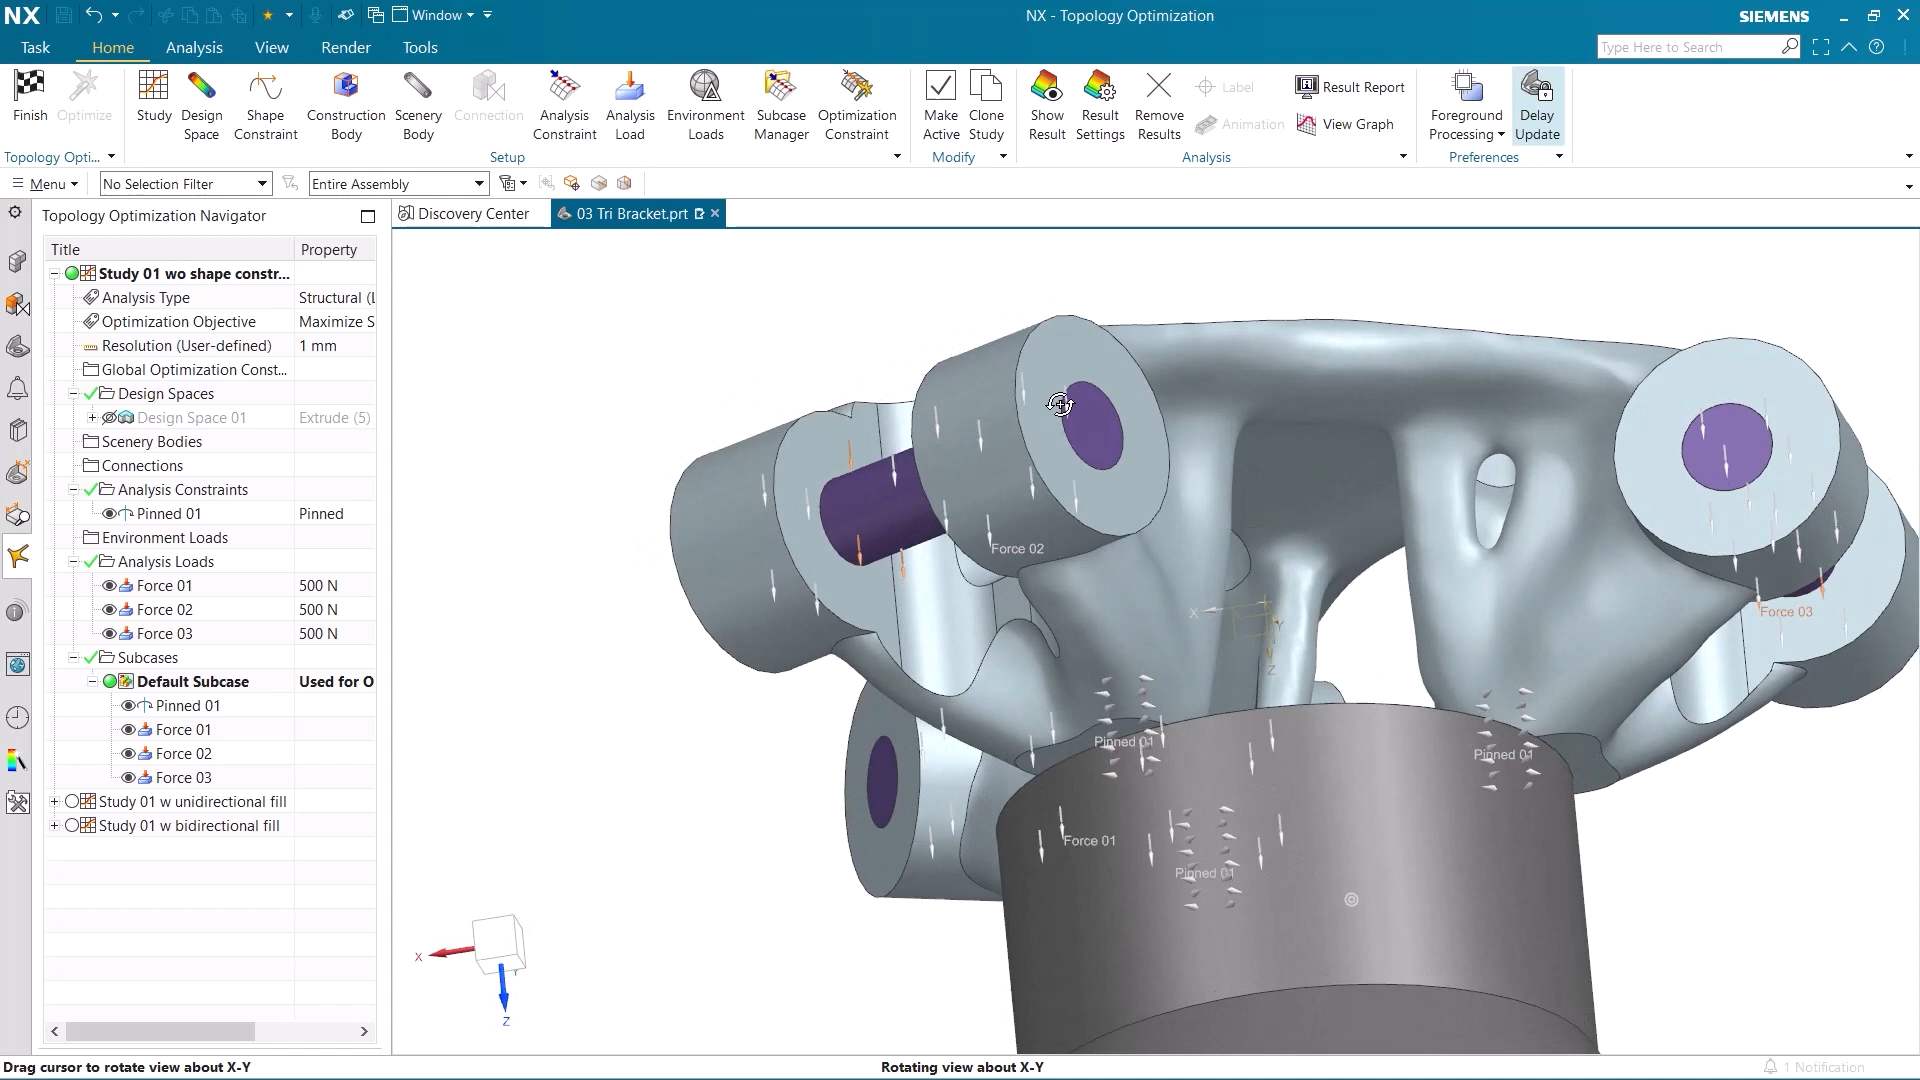 NX
Window
NX - Topology Optimization
SIEMENS
Task
Home
Analysis
View
Render
Tools
Type Here to Search
Finish
Optimize
Study
Design Space
Shape Constraint
Construction Body
Scenery Body
Connection
Analysis Constraint
Analysis Load
Environment Loads
Subcase Manager
Optimization Constraint
Make Active
Clone Study
Show Result
Result Settings
Remove Results
Label
Animation
Result Report
View Graph
Foreground Processing
Delay Update
Topology Opti...
Setup
Modify
Analysis
Preferences
Menu
No Selection Filter
Entire Assembly
Topology Optimization Navigator
Discovery Center
03 Tri Bracket.prt
Title Property
Study 01 wo shape constr...
Analysis Type Structural (L
Optimization Objective Maximize S
Resolution (User-defined) 1 mm
Global Optimization Const...
Design Spaces
Design Space 01 Extrude (5)
Scenery Bodies
Connections
Analysis Constraints
Pinned 01 Pinned
Environment Loads
Analysis Loads
Force 01 500 N
Force 02 500 N
Force 03 500 N
Subcases
Default Subcase Used for O
Pinned 01
Force 01
Force 02
Force 03
Study 01 w unidirectional fill
Study 01 w bidirectional fill
Force 02
Force 03
X
Y
Z
Pinned 01
Pinned 01
Force 01
Pinned 01
X
Y
Z
Drag cursor to rotate view about X-Y
Rotating view about X-Y
1 Notification